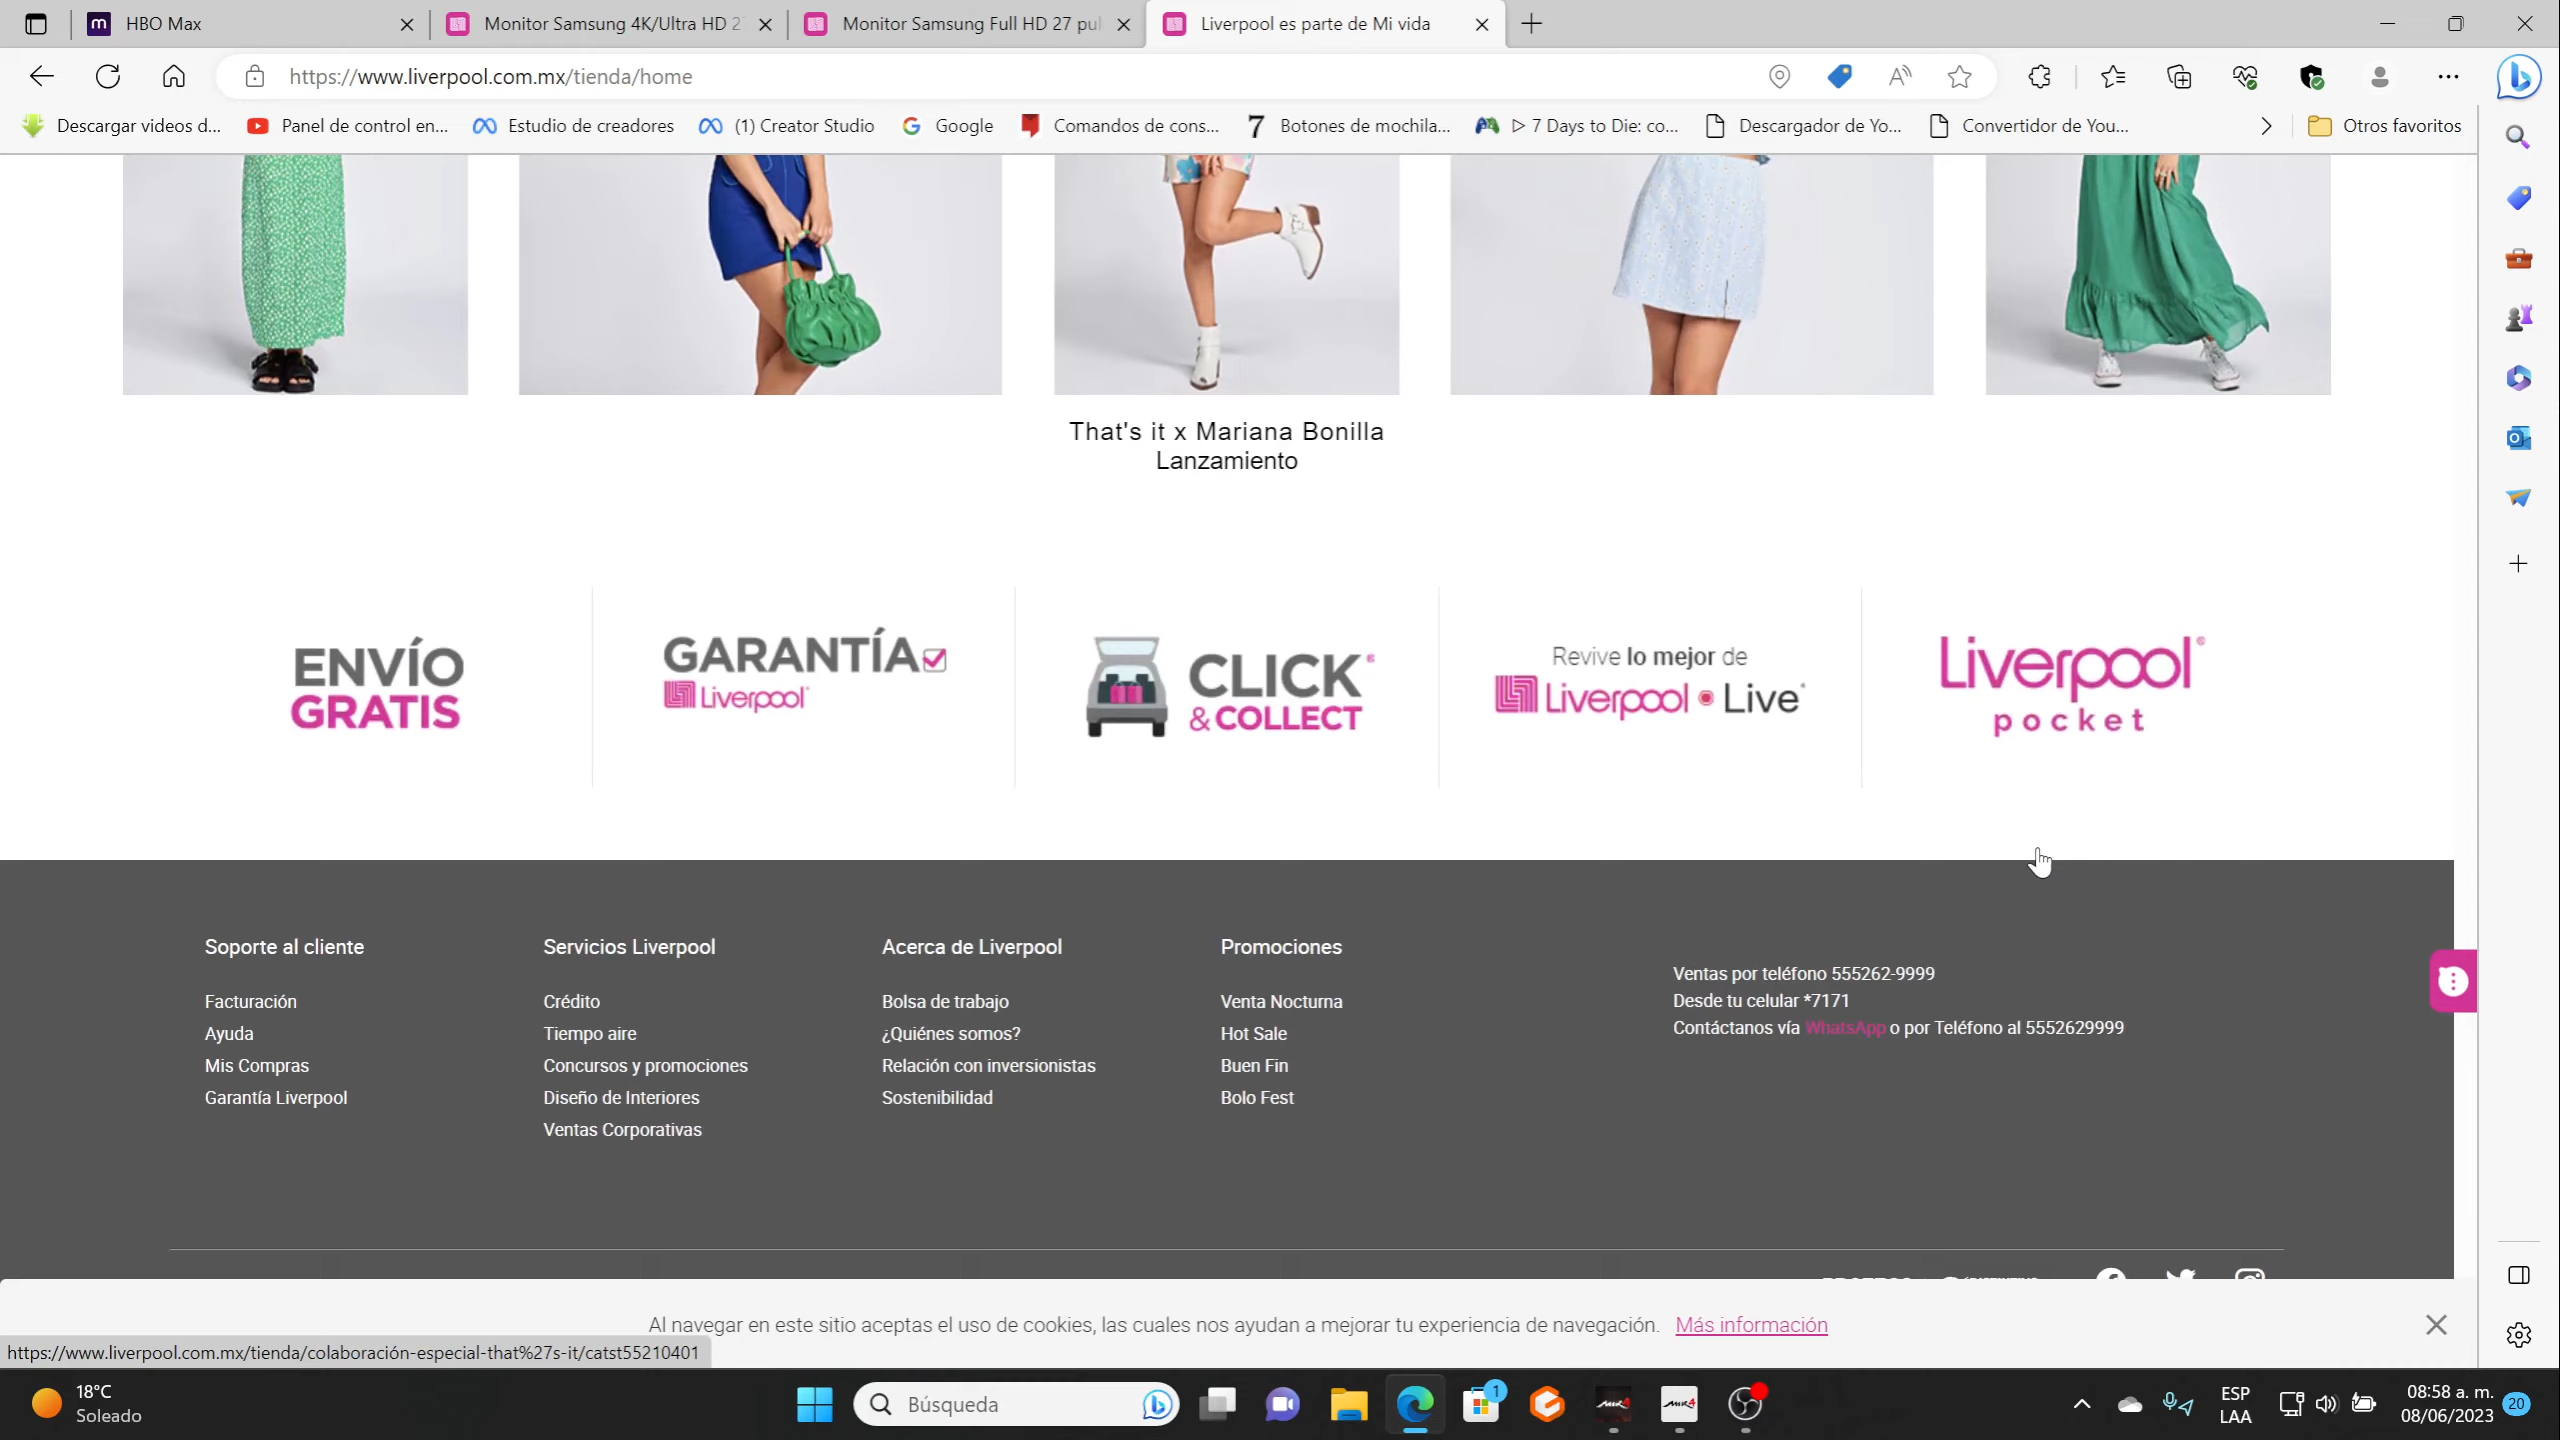 HBO Max
Monitor Samsung 4K/Ultra HD 2
Monitor Samsung Full HD 27 pul
Liverpool es parte de Mi vida
https://www.liverpool.com.mx/tienda/home
Descargar videos d...
Panel de control en...
Estudio de creadores
(1) Creator Studio
Google
Comandos de cons...
Botones de mochila...
7 Days to Die: co...
Descargador de Yo...
Convertidor de You...
Otros favoritos
That's it x Mariana Bonilla
Lanzamiento
ENVÍO
GRATIS
GARANTÍA
Liverpool
CLICK
& COLLECT
Revive lo mejor de
Liverpool • Live
Liverpool
pocket
Soporte al cliente
Facturación
Ayuda
Mis Compras
Garantía Liverpool
Servicios Liverpool
Crédito
Tiempo aire
Concursos y promociones
Diseño de Interiores
Ventas Corporativas
Acerca de Liverpool
Bolsa de trabajo
¿Quiénes somos?
Relación con inversionistas
Sostenibilidad
Promociones
Venta Nocturna
Hot Sale
Buen Fin
Bolo Fest
Ventas por teléfono 555262-9999
Desde tu celular *7171
Contáctanos vía WhatsApp o por Teléfono al 5552629999
Al navegar en este sitio aceptas el uso de cookies, las cuales nos ayudan a mejorar tu experiencia de navegación. Más información
https://www.liverpool.com.mx/tienda/colaboración-especial-that%27s-it/catst55210401
18°C
Soleado
Búsqueda
1
MIR4
MIR4
ESP
LAA
08:58 a. m.
08/06/2023
20